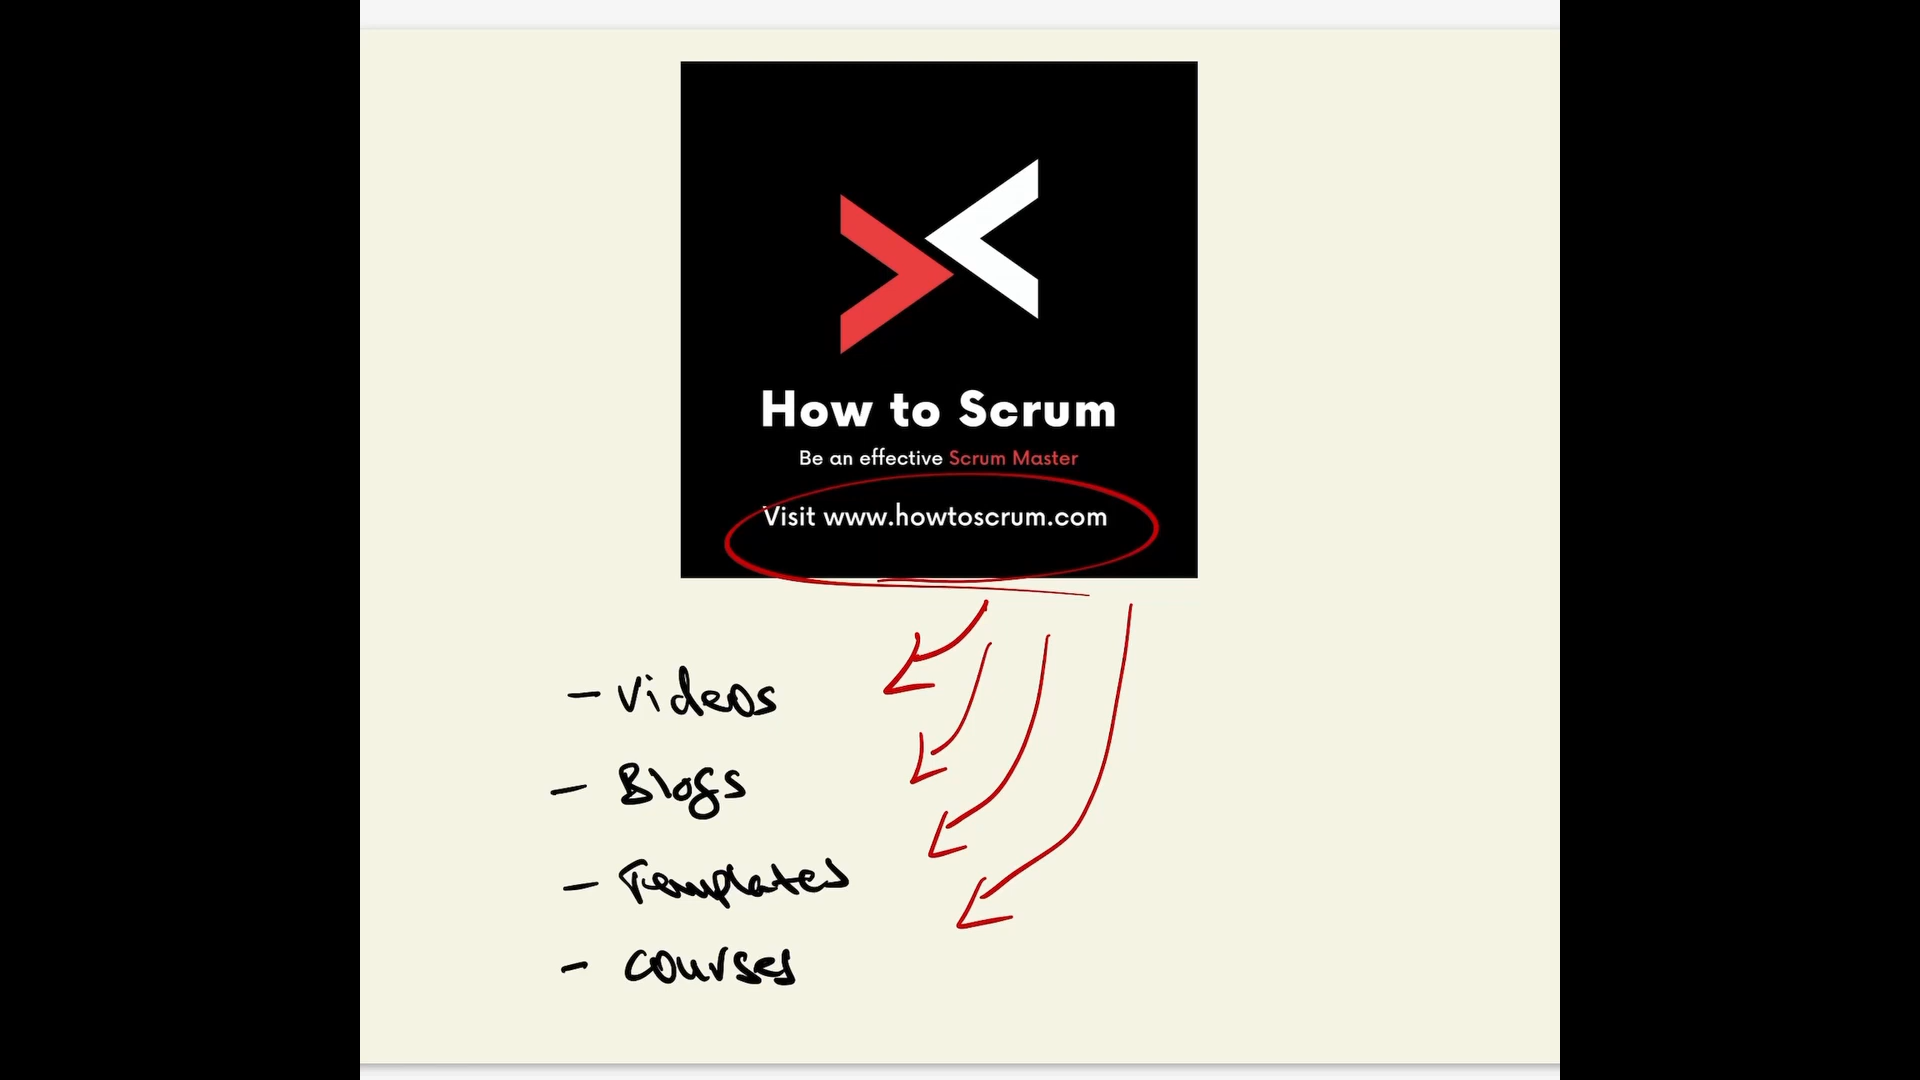 How to Scrum
Be an effective Scrum Master
Visit www.howtoscrum.com
- Videos
- Blogs
- Templates
- courses